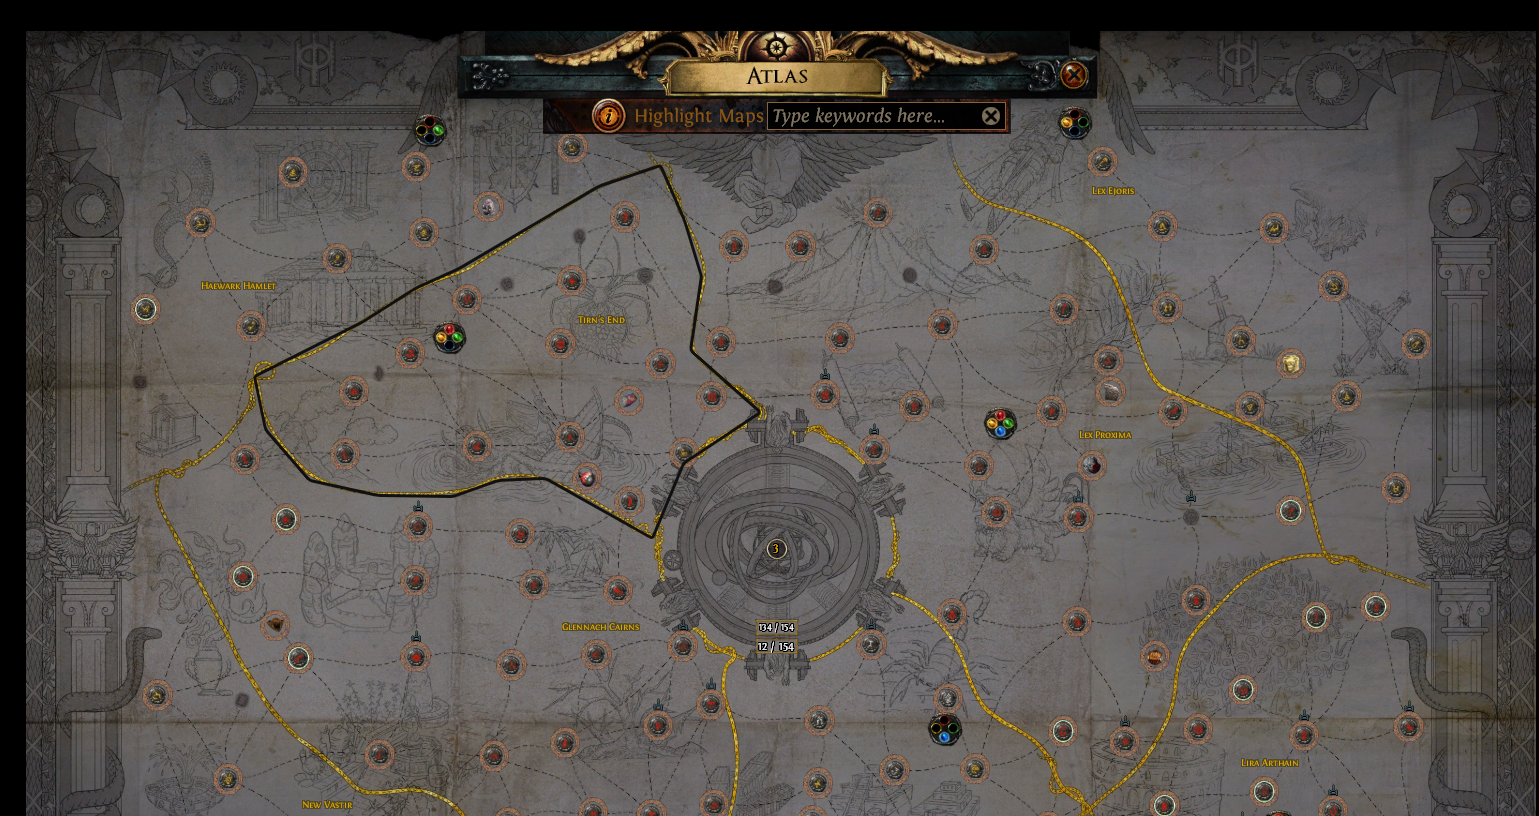 ATLAS
Highlight Maps Type keywords here...
LEX EJORIS
HAEWARK HAMLET
TIRN'S END
LEX PROXIMA
3
GLENNACH CAIRNS
134 / 154
12 / 154
LIRA ARTHAIN
NEW VASTIR